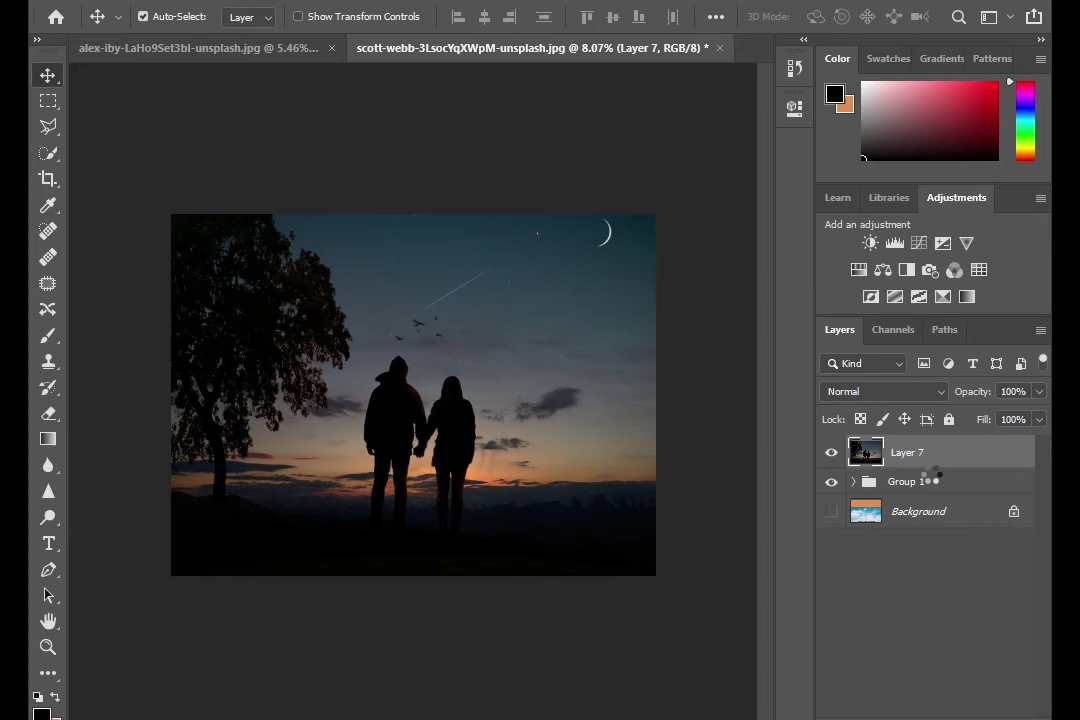 Auto-Select: Layer Show Transform Controls 3D Mode:
alex-iby-LaHo9Set3bI-unsplash.jpg @ 5.46%... × scott-webb-3LsocYqXWpM-unsplash.jpg @ 8.07% (Layer 7, RGB/8) * ×
Color Swatches Gradients Patterns
Learn Libraries Adjustments
Add an adjustment
Layers Channels Paths
Kind
Normal Opacity: 100%
Lock: Fill: 100%
Layer 7
Group 1
Background